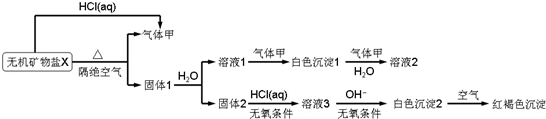 HCl(aq)
无机矿物盐X
△
隔绝空气
气体甲
固体1
H₂O
溶液1
气体甲
白色沉淀1
气体甲
H₂O
溶液2
固体2
HCl(aq)
无氧条件
溶液3
OH⁻
无氧条件
白色沉淀2
空气
红褐色沉淀